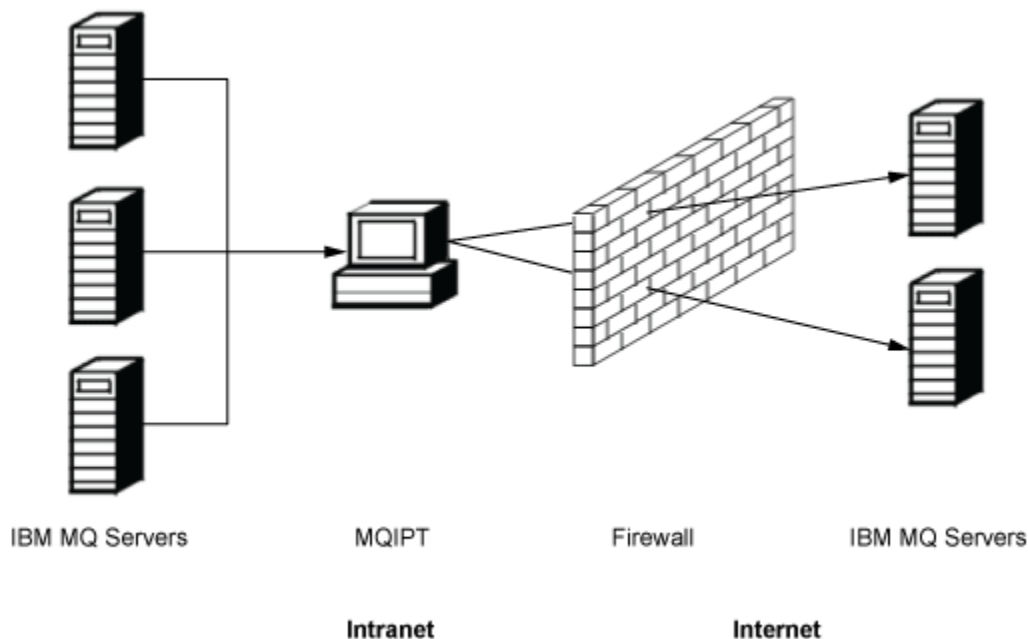 IBM MQ Servers
MQIPT
Firewall
IBM MQ Servers
Intranet
Internet